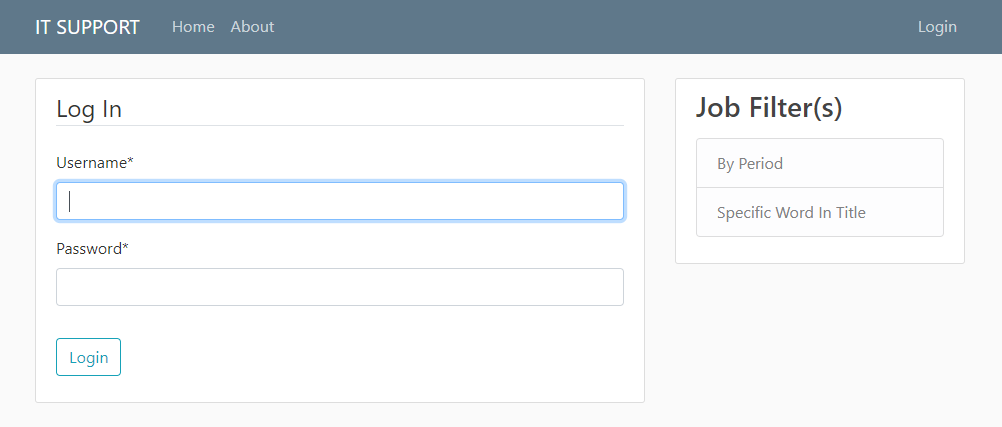 IT SUPPORT Home About Login
Log In
Username*
Password*
Login
Job Filter(s)
By Period
Specific Word In Title